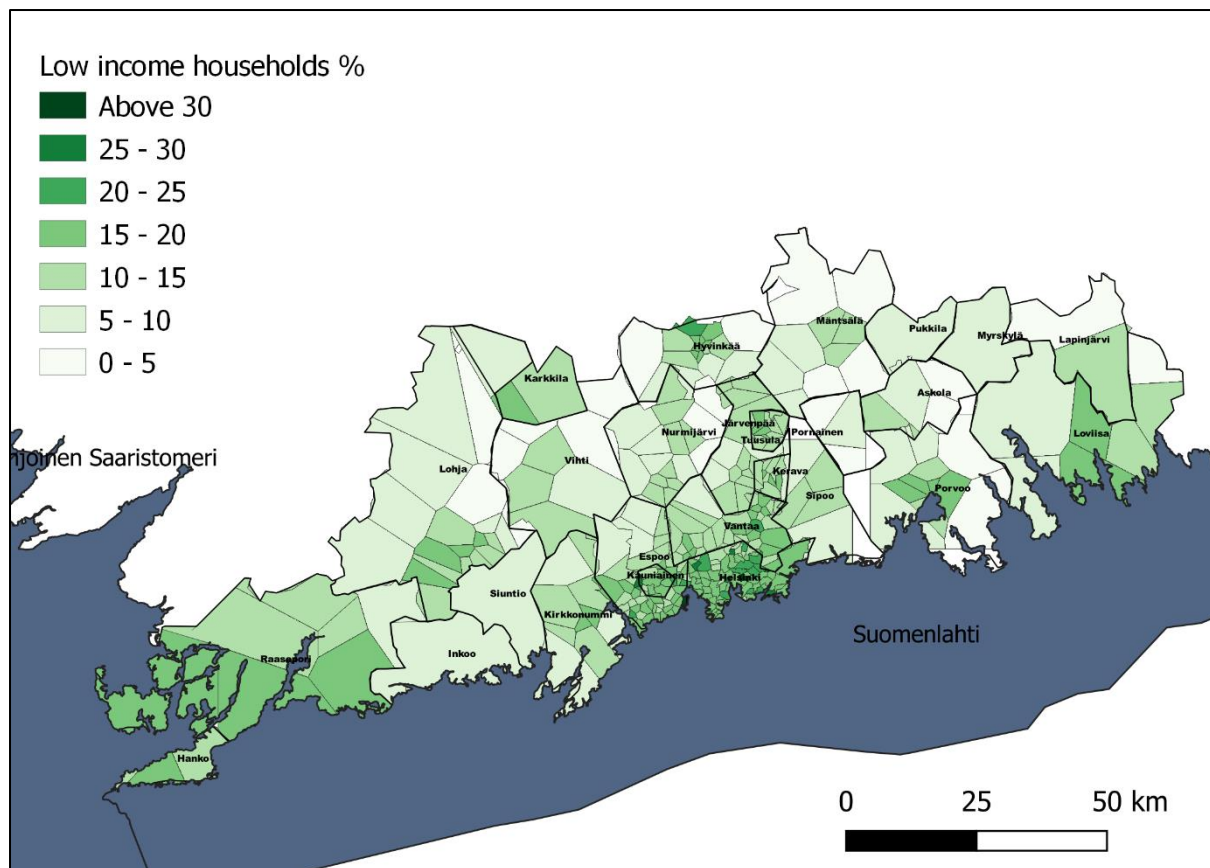 Low income households %
Above 30
25 - 30
20 - 25
15 - 20
10 - 15
5 - 10
0 - 5
Mäntsälä
Pukkila
Myrskylä
Lapinjärvi
Hyvinkää
Karkkila
Askola
Nurmijärvi
Järvenpää
Tuusula
Pornainen
Loviisa
njoinen Saaristomeri
Lohja
Vihti
Kerava
Sipoo
Porvoo
Vantaa
Espoo
Kauniainen
Helsinki
Siuntio
Kirkkonummi
Suomenlahti
Raasepori
Inkoo
Hanko
0 25 50 km